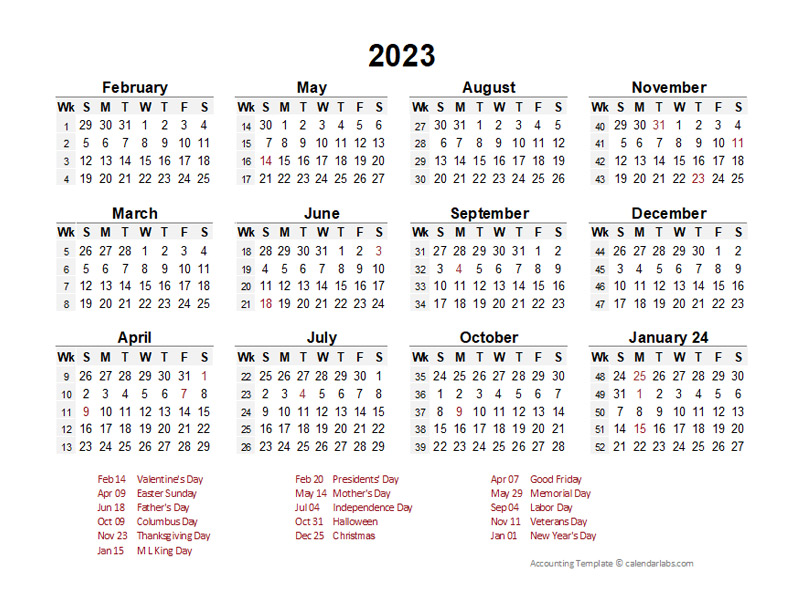 2023
February
Wk S M T W T F S
1 29 30 31 1 2 3 4
2 5 6 7 8 9 10 11
3 12 13 14 15 16 17 18
4 19 20 21 22 23 24 25
May
Wk S M T W T F S
14 30 1 2 3 4 5 6
15 7 8 9 10 11 12 13
16 14 15 16 17 18 19 20
17 21 22 23 24 25 26 27
August
Wk S M T W T F S
27 30 31 1 2 3 4 5
28 6 7 8 9 10 11 12
29 13 14 15 16 17 18 19
30 20 21 22 23 24 25 26
November
Wk S M T W T F S
40 29 30 31 1 2 3 4
41 5 6 7 8 9 10 11
42 12 13 14 15 16 17 18
43 19 20 21 22 23 24 25
March
Wk S M T W T F S
5 26 27 28 1 2 3 4
6 5 6 7 8 9 10 11
7 12 13 14 15 16 17 18
8 19 20 21 22 23 24 25
June
Wk S M T W T F S
18 28 29 30 31 1 2 3
19 4 5 6 7 8 9 10
20 11 12 13 14 15 16 17
21 18 19 20 21 22 23 24
September
Wk S M T W T F S
31 27 28 29 30 31 1 2
32 3 4 5 6 7 8 9
33 10 11 12 13 14 15 16
34 17 18 19 20 21 22 23
December
Wk S M T W T F S
44 26 27 28 29 30 1 2
45 3 4 5 6 7 8 9
46 10 11 12 13 14 15 16
47 17 18 19 20 21 22 23
April
Wk S M T W T F S
9 26 27 28 29 30 31 1
10 2 3 4 5 6 7 8
11 9 10 11 12 13 14 15
12 16 17 18 19 20 21 22
13 23 24 25 26 27 28 29
July
Wk S M T W T F S
22 25 26 27 28 29 30 1
23 2 3 4 5 6 7 8
24 9 10 11 12 13 14 15
25 16 17 18 19 20 21 22
26 23 24 25 26 27 28 29
October
Wk S M T W T F S
35 24 25 26 27 28 29 30
36 1 2 3 4 5 6 7
37 8 9 10 11 12 13 14
38 15 16 17 18 19 20 21
39 22 23 24 25 26 27 28
January 24
Wk S M T W T F S
48 24 25 26 27 28 29 30
49 31 1 2 3 4 5 6
50 7 8 9 10 11 12 13
51 14 15 16 17 18 19 20
52 21 22 23 24 25 26 27
Feb 14 Valentine's Day Feb 20 Presidents' Day Apr 07 Good Friday
Apr 09 Easter Sunday May 14 Mother's Day May 29 Memorial Day
Jun 18 Father's Day Jul 04 Independence Day Sep 04 Labor Day
Oct 09 Columbus Day Oct 31 Halloween Nov 11 Veterans Day
Nov 23 Thanksgiving Day Dec 25 Christmas Jan 01 New Year's Day
Jan 15 M L King Day
Accounting Template © calendarlabs.com